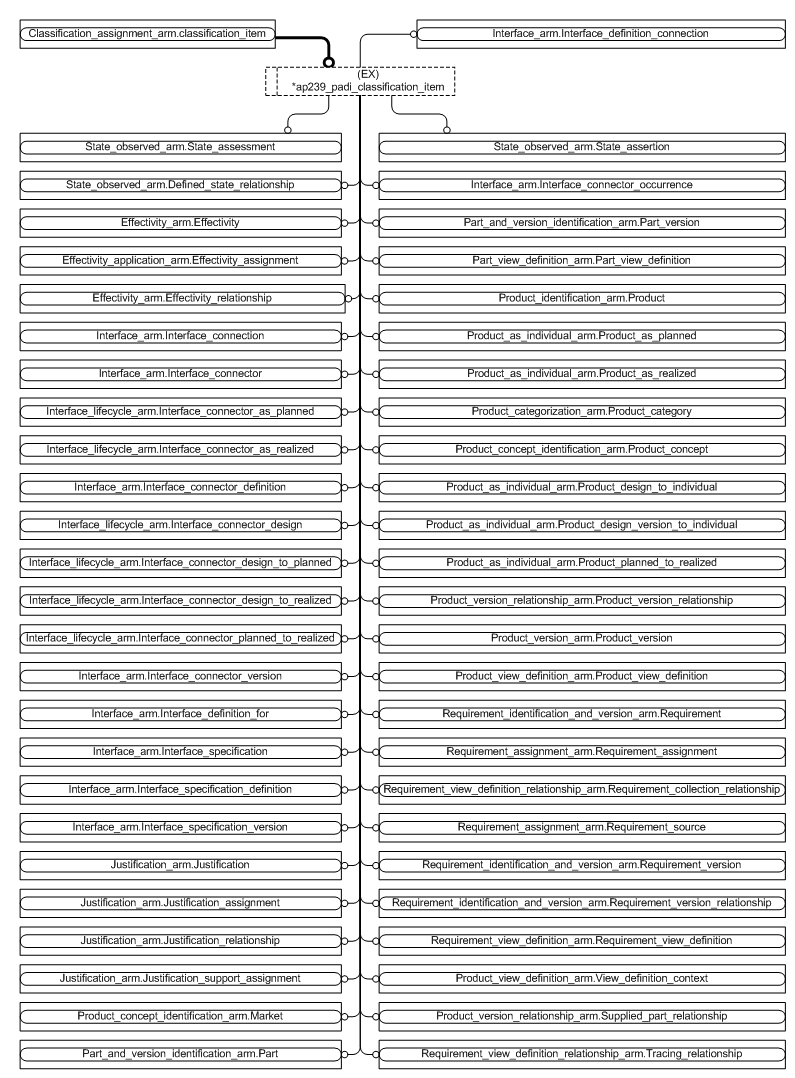 Classification_assignment_arm.classification_item
Interface_arm.Interface_definition_connection
(EX)
*ap239_padi_classification_item
State_observed_arm.State_assessment
State_observed_arm.State_assertion
State_observed_arm.Defined_state_relationship
Interface_arm.Interface_connector_occurrence
Effectivity_arm.Effectivity
Part_and_version_identification_arm.Part_version
Effectivity_application_arm.Effectivity_assignment
Part_view_definition_arm.Part_view_definition
Effectivity_arm.Effectivity_relationship
Product_identification_arm.Product
Interface_arm.Interface_connection
Product_as_individual_arm.Product_as_planned
Interface_arm.Interface_connector
Product_as_individual_arm.Product_as_realized
Interface_lifecycle_arm.Interface_connector_as_planned
Product_categorization_arm.Product_category
Interface_lifecycle_arm.Interface_connector_as_realized
Product_concept_identification_arm.Product_concept
Interface_arm.Interface_connector_definition
Product_as_individual_arm.Product_design_to_individual
Interface_lifecycle_arm.Interface_connector_design
Product_as_individual_arm.Product_design_version_to_individual
Interface_lifecycle_arm.Interface_connector_design_to_planned
Product_as_individual_arm.Product_planned_to_realized
Interface_lifecycle_arm.Interface_connector_design_to_realized
Product_version_relationship_arm.Product_version_relationship
Interface_lifecycle_arm.Interface_connector_planned_to_realized
Product_version_arm.Product_version
Interface_arm.Interface_connector_version
Product_view_definition_arm.Product_view_definition
Interface_arm.Interface_definition_for
Requirement_identification_and_version_arm.Requirement
Interface_arm.Interface_specification
Requirement_assignment_arm.Requirement_assignment
Interface_arm.Interface_specification_definition
Requirement_view_definition_relationship_arm.Requirement_collection_relationship
Interface_arm.Interface_specification_version
Requirement_assignment_arm.Requirement_source
Justification_arm.Justification
Requirement_identification_and_version_arm.Requirement_version
Justification_arm.Justification_assignment
Requirement_identification_and_version_arm.Requirement_version_relationship
Justification_arm.Justification_relationship
Requirement_view_definition_arm.Requirement_view_definition
Justification_arm.Justification_support_assignment
Product_view_definition_arm.View_definition_context
Product_concept_identification_arm.Market
Product_version_relationship_arm.Supplied_part_relationship
Part_and_version_identification_arm.Part
Requirement_view_definition_relationship_arm.Tracing_relationship